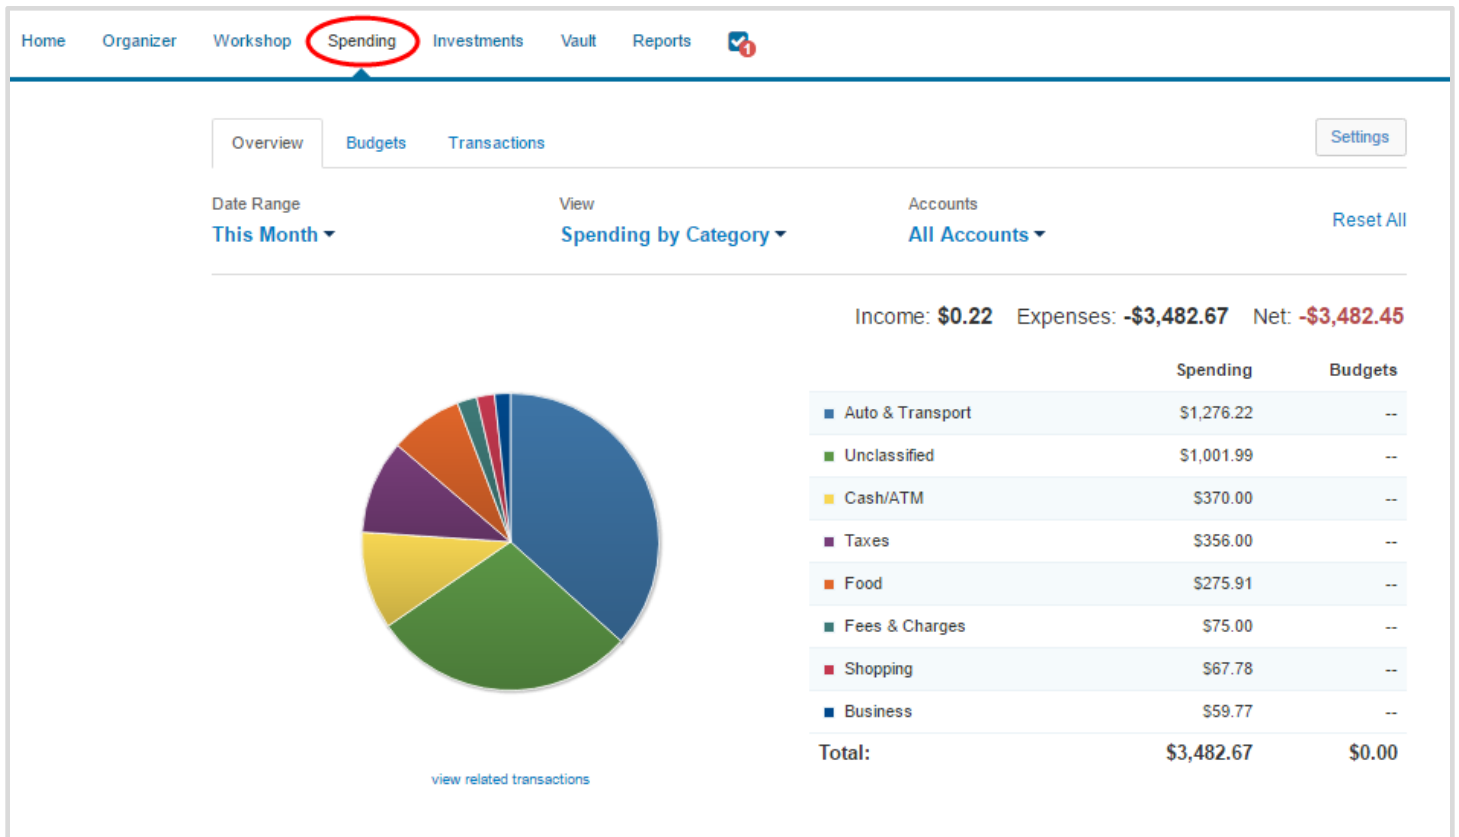 Home Organizer Workshop Spending Investments Vault Reports 1
Overview Budgets Transactions Settings
Date Range View Accounts
This Month Spending by Category All Accounts Reset All
Income: $0.22 Expenses: -$3,482.67 Net: -$3,482.45
Spending Budgets
Auto & Transport $1,276.22 --
Unclassified $1,001.99 --
Cash/ATM $370.00 --
Taxes $356.00 --
Food $275.91 --
Fees & Charges $75.00 --
Shopping $67.78 --
Business $59.77 --
Total: $3,482.67 $0.00
view related transactions